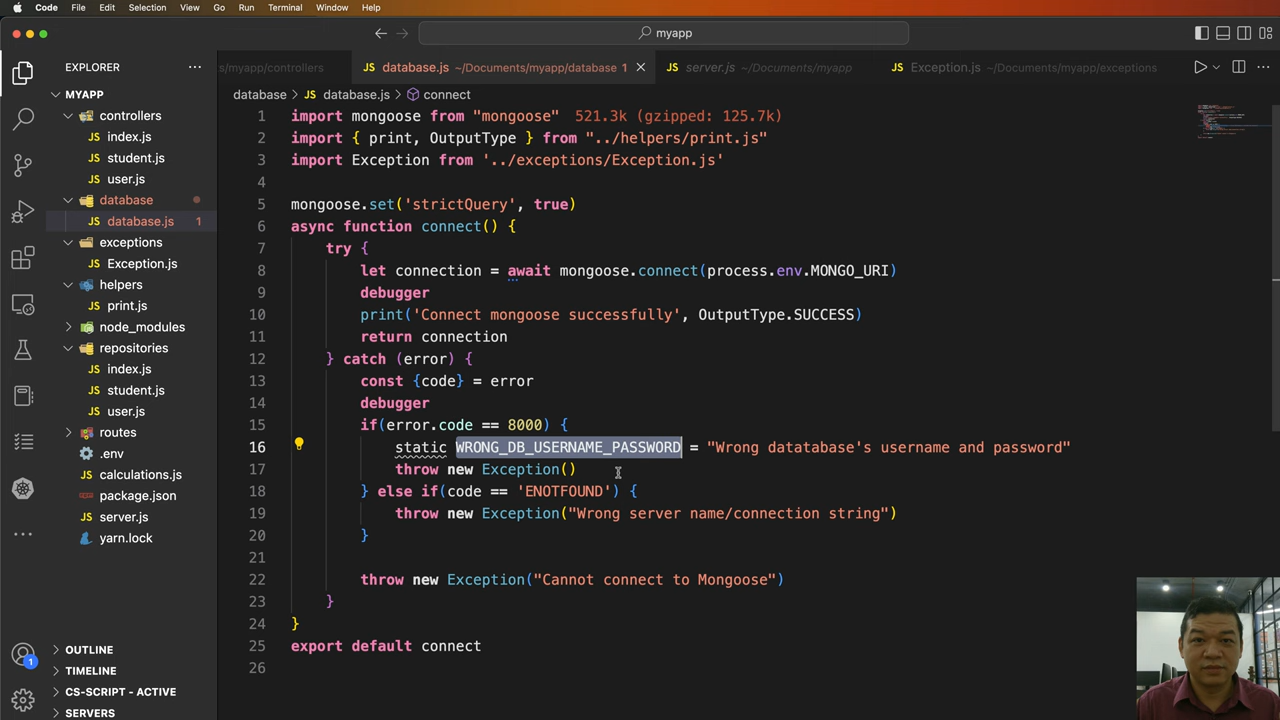 Code File Edit Selection View Go Run Terminal Window Help
myapp
EXPLORER
s/myapp/controllers
database.js ~/Documents/myapp/database 1
server.js ~/Documents/myapp
Exception.js ~/Documents/myapp/exceptions
database > database.js > connect
MYAPP
controllers
index.js
student.js
user.js
database
database.js 1
exceptions
Exception.js
helpers
print.js
node_modules
repositories
index.js
student.js
user.js
routes
.env
calculations.js
package.json
server.js
yarn.lock
OUTLINE
TIMELINE
CS-SCRIPT - ACTIVE
SERVERS
1
1 import mongoose from "mongoose" 521.3k (gzipped: 125.7k)
2 import { print, OutputType } from "../helpers/print.js"
3 import Exception from '../exceptions/Exception.js'
4
5 mongoose.set('strictQuery', true)
6 async function connect() {
7 try {
8 let connection = await mongoose.connect(process.env.MONGO_URI)
9 debugger
10 print('Connect mongoose successfully', OutputType.SUCCESS)
11 return connection
12 } catch (error) {
13 const {code} = error
14 debugger
15 if(error.code == 8000) {
16 static WRONG_DB_USERNAME_PASSWORD = "Wrong datatabase's username and password"
17 throw new Exception()
18 } else if(code == 'ENOTFOUND') {
19 throw new Exception("Wrong server name/connection string")
20 }
21
22 throw new Exception("Cannot connect to Mongoose")
23 }
24 }
25 export default connect
26